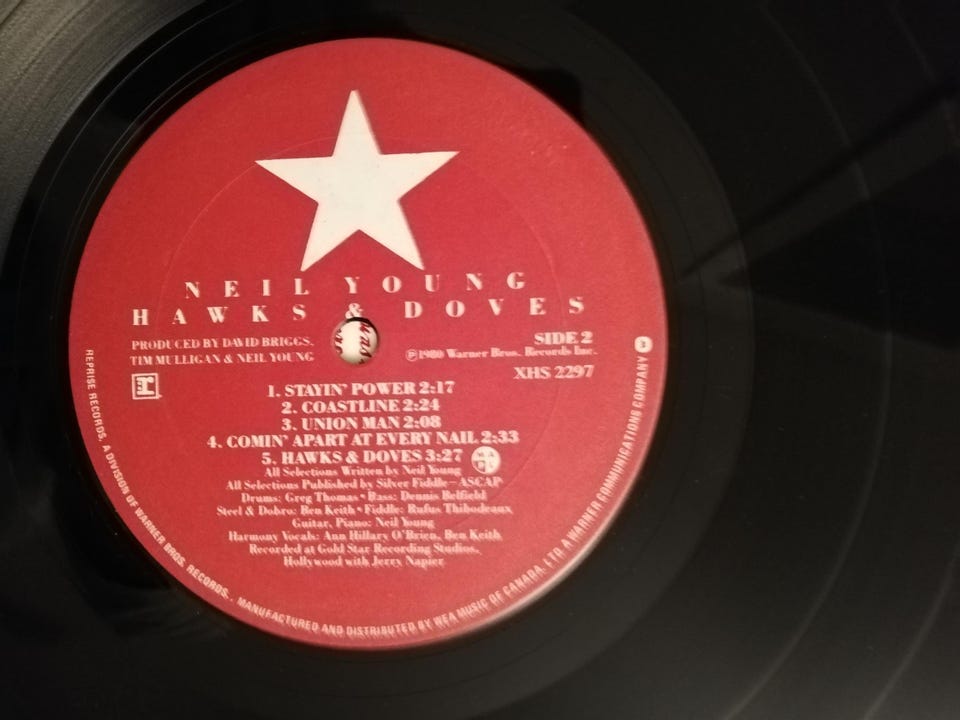 NEIL YOUNG
HAWKS & DOVES
PRODUCED BY DAVID BRIGGS,
TIM MULLIGAN & NEIL YOUNG
SIDE 2
Ⓟ1980 Warner Bros. Records Inc.
XHS 2297
1. STAYIN' POWER 2:17
2. COASTLINE 2:24
3. UNION MAN 2:08
4. COMIN' APART AT EVERY NAIL 2:33
5. HAWKS & DOVES 3:27
All Selections Written by Neil Young
All Selections Published by Silver Fiddle—ASCAP
Drums: Greg Thomas • Bass: Dennis Belfield
Steel & Dobro: Ben Keith • Fiddle: Rufus Thibodeaux
Guitar, Piano: Neil Young
Harmony Vocals: Ann Hillary O'Brien, Ben Keith
Recorded at Gold Star Recording Studios,
Hollywood with Jerry Napier
REPRISE RECORDS, A DIVISION OF WARNER BROS. RECORDS.. MANUFACTURED AND DISTRIBUTED BY WEA MUSIC OF CANADA, LTD. A WARNER COMMUNICATIONS COMPANY